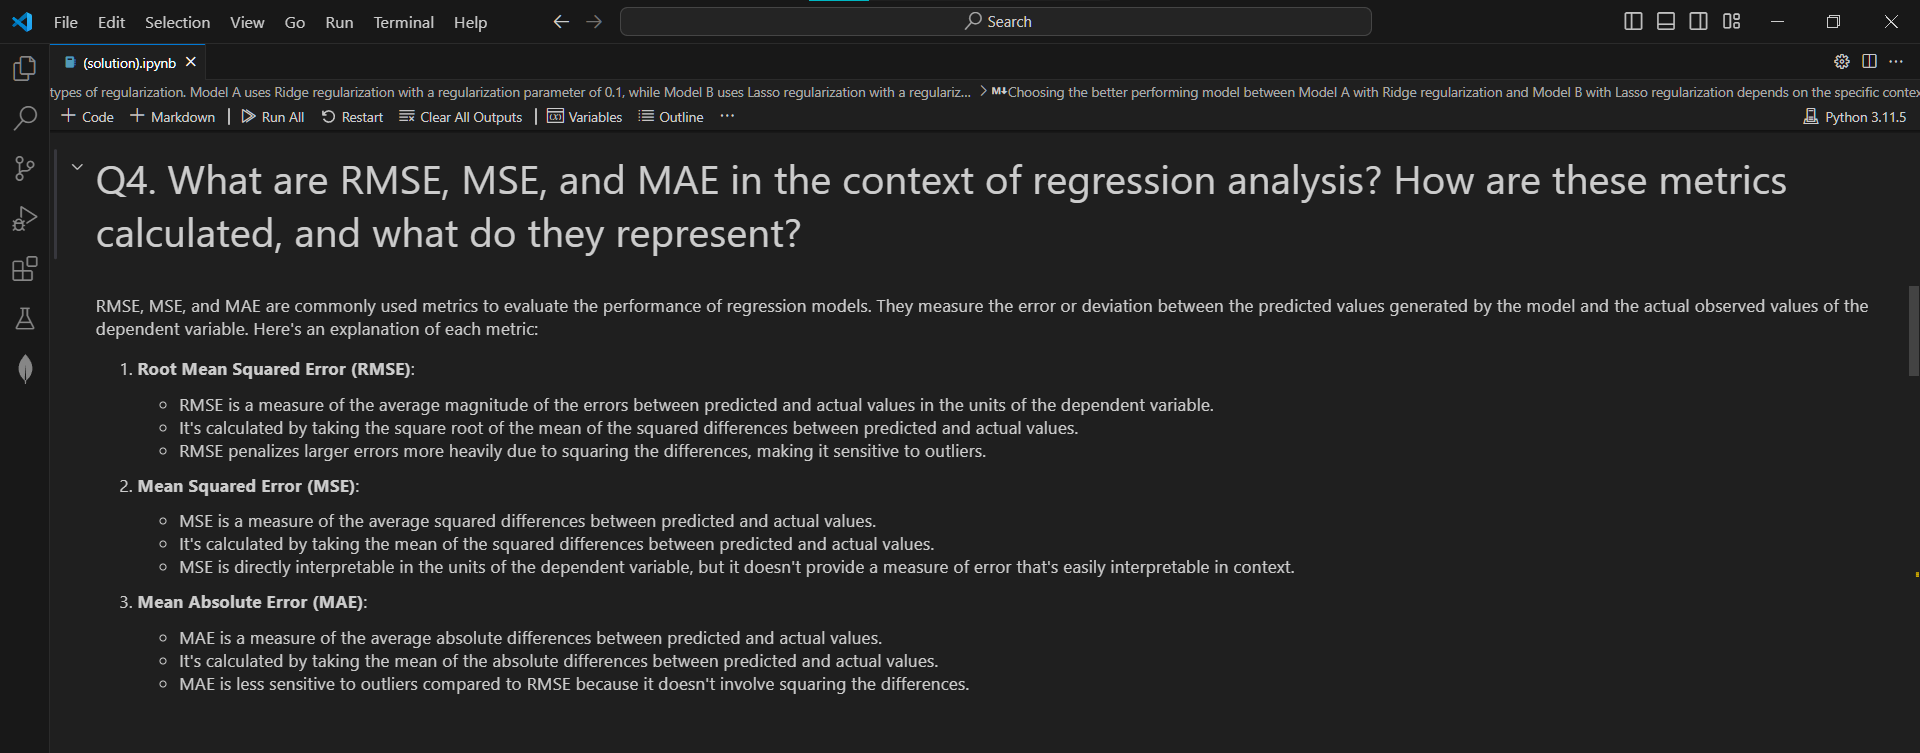 File Edit Selection View Go Run Terminal Help Search
(solution).ipynb
types of regularization. Model A uses Ridge regularization with a regularization parameter of 0.1, while Model B uses Lasso regularization with a regulariz... > M↓Choosing the better performing model between Model A with Ridge regularization and Model B with Lasso regularization depends on the specific contex
+ Code + Markdown | Run All Restart Clear All Outputs | Variables Outline ... Python 3.11.5
Q4. What are RMSE, MSE, and MAE in the context of regression analysis? How are these metrics
calculated, and what do they represent?
RMSE, MSE, and MAE are commonly used metrics to evaluate the performance of regression models. They measure the error or deviation between the predicted values generated by the model and the actual observed values of the
dependent variable. Here's an explanation of each metric:
1. Root Mean Squared Error (RMSE):
RMSE is a measure of the average magnitude of the errors between predicted and actual values in the units of the dependent variable.
It's calculated by taking the square root of the mean of the squared differences between predicted and actual values.
RMSE penalizes larger errors more heavily due to squaring the differences, making it sensitive to outliers.
2. Mean Squared Error (MSE):
MSE is a measure of the average squared differences between predicted and actual values.
It's calculated by taking the mean of the squared differences between predicted and actual values.
MSE is directly interpretable in the units of the dependent variable, but it doesn't provide a measure of error that's easily interpretable in context.
3. Mean Absolute Error (MAE):
MAE is a measure of the average absolute differences between predicted and actual values.
It's calculated by taking the mean of the absolute differences between predicted and actual values.
MAE is less sensitive to outliers compared to RMSE because it doesn't involve squaring the differences.